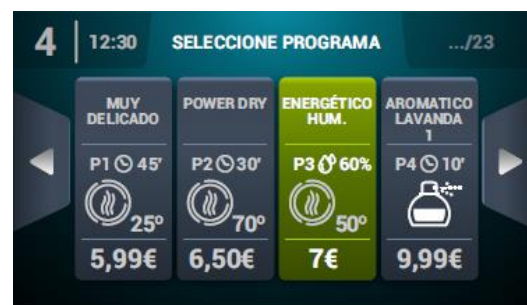 4 12:30 SELECCIONE PROGRAMA .../23
MUY
DELICADO
P1 45'
25º
5,99€
POWER DRY
P2 30'
70º
6,50€
ENERGÉTICO
HUM.
P3 60%
50º
7€
AROMATICO
LAVANDA
1
P4 10'
9,99€